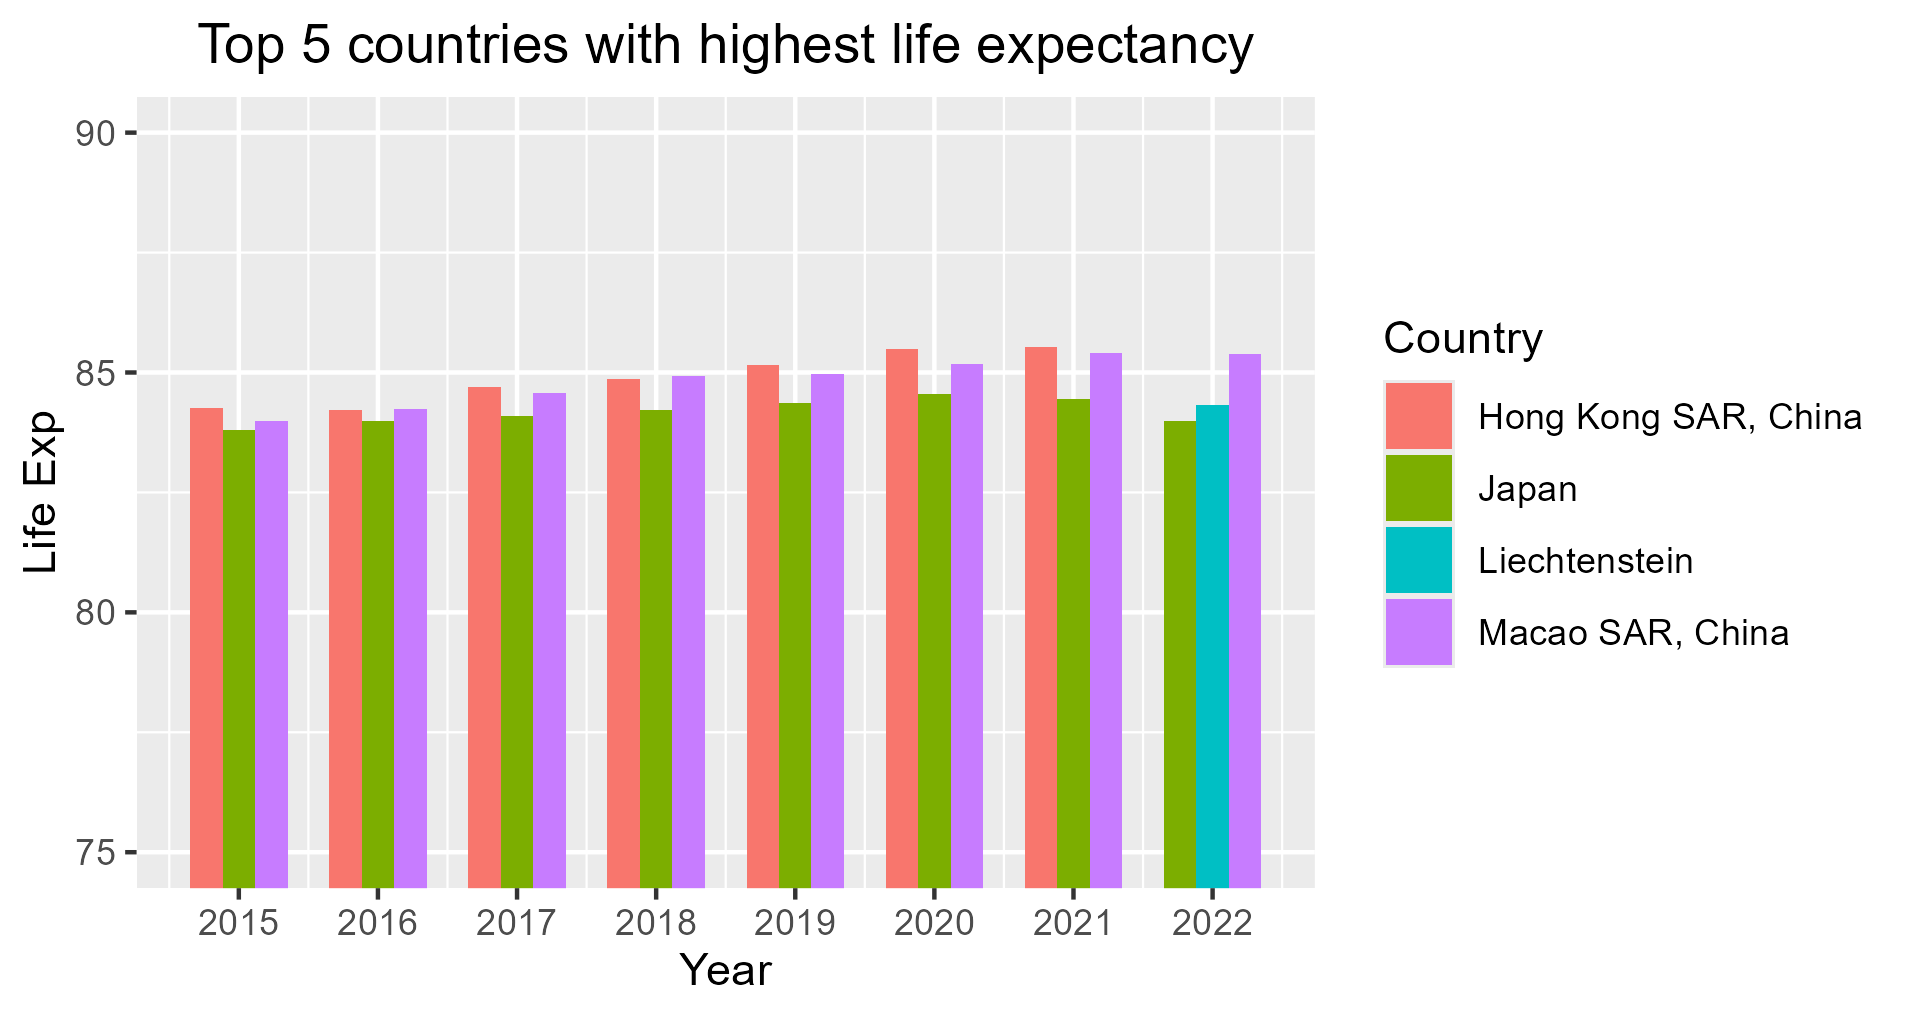 Top 5 countries with highest life expectancy
90
85
80
75
Life Exp
2015 2016 2017 2018 2019 2020 2021 2022
Year
Country
Hong Kong SAR, China
Japan
Liechtenstein
Macao SAR, China